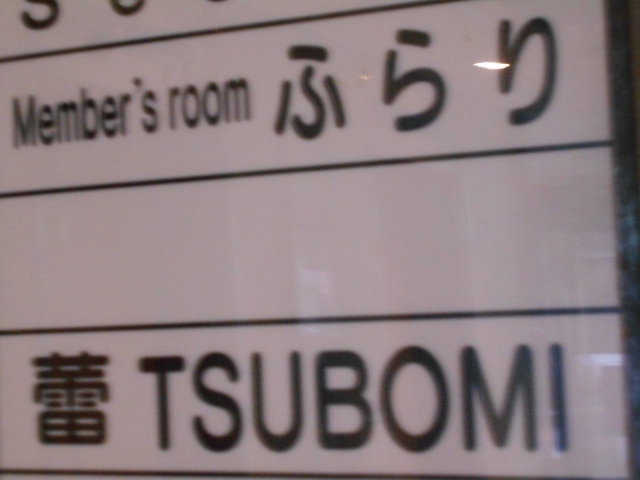 Member's room ふらり
蕾 TSUBOMI